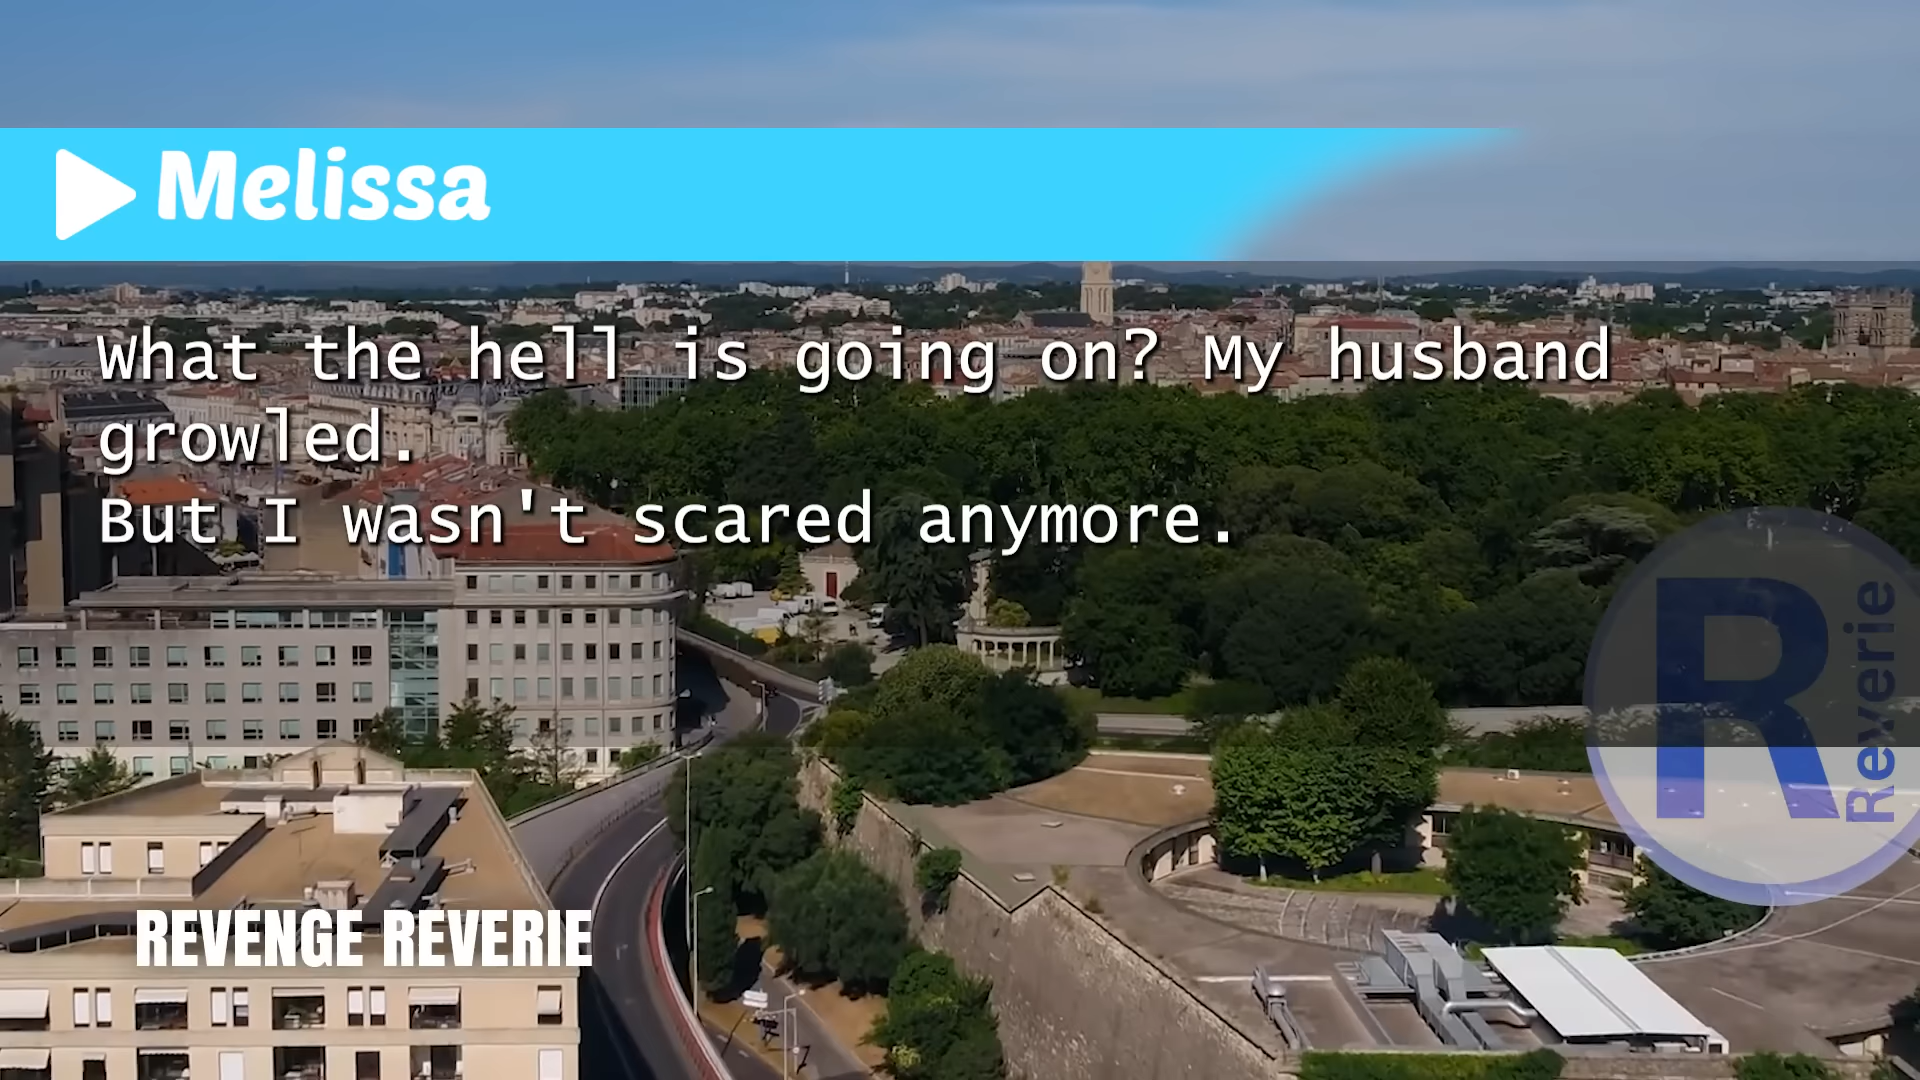 Melissa
What the hell is going on? My husband
growled.
But I wasn't scared anymore.
R
Reverie
REVENGE REVERIE